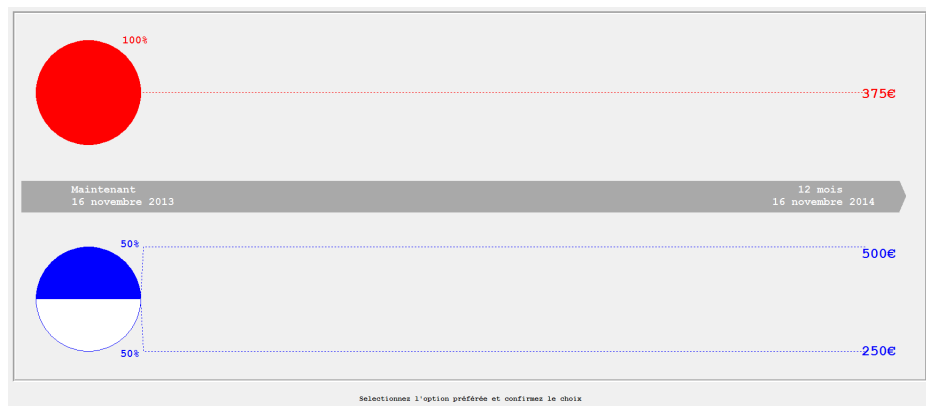 100%
375€
Maintenant
16 novembre 2013
12 mois
16 novembre 2014
50%
500€
50%
250€
Selectionnez l'option préférée et confirmez le choix